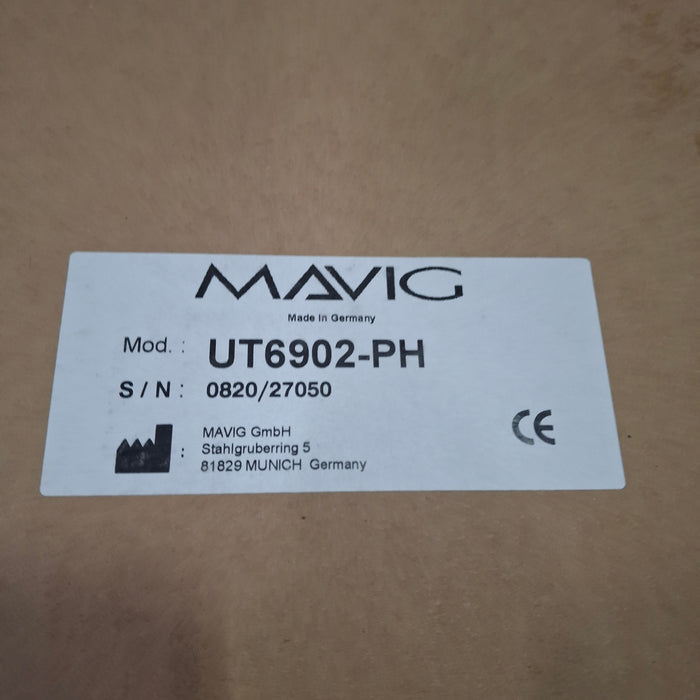 MAVIG
Made in Germany
Mod. : UT6902-PH
S / N : 0820/27050
: MAVIG GmbH
Stahlgruberring 5
81829 MUNICH Germany
CE